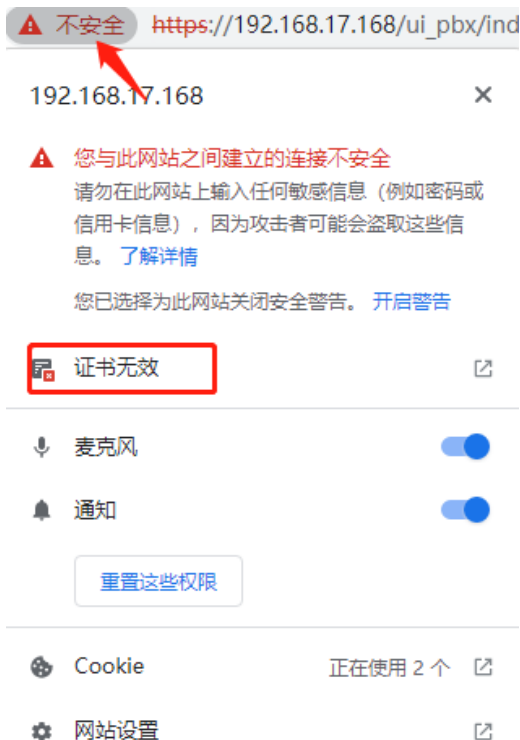 不安全 https://192.168.17.168/ui_pbx/ind
192.168.17.168
您与此网站之间建立的连接不安全
请勿在此网站上输入任何敏感信息（例如密码或
信用卡信息），因为攻击者可能会盗取这些信
息。 了解详情
您已选择为此网站关闭安全警告。 开启警告
证书无效
麦克风
通知
重置这些权限
Cookie 正在使用 2 个
网站设置